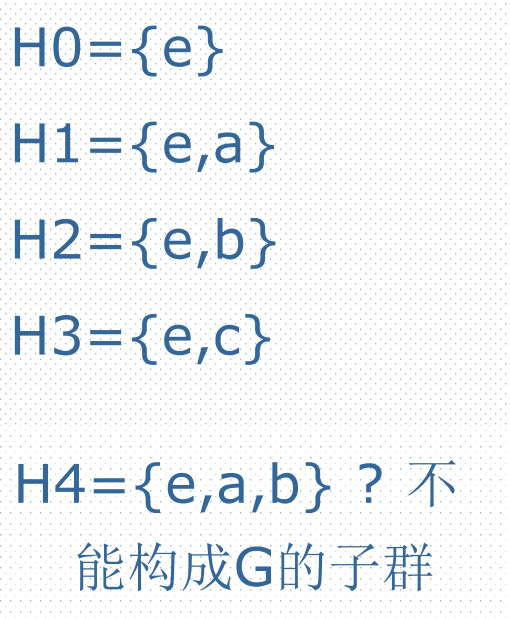 H0={e}
H1={e,a}
H2={e,b}
H3={e,c}
H4={e,a,b} ? 不
能构成G的子群